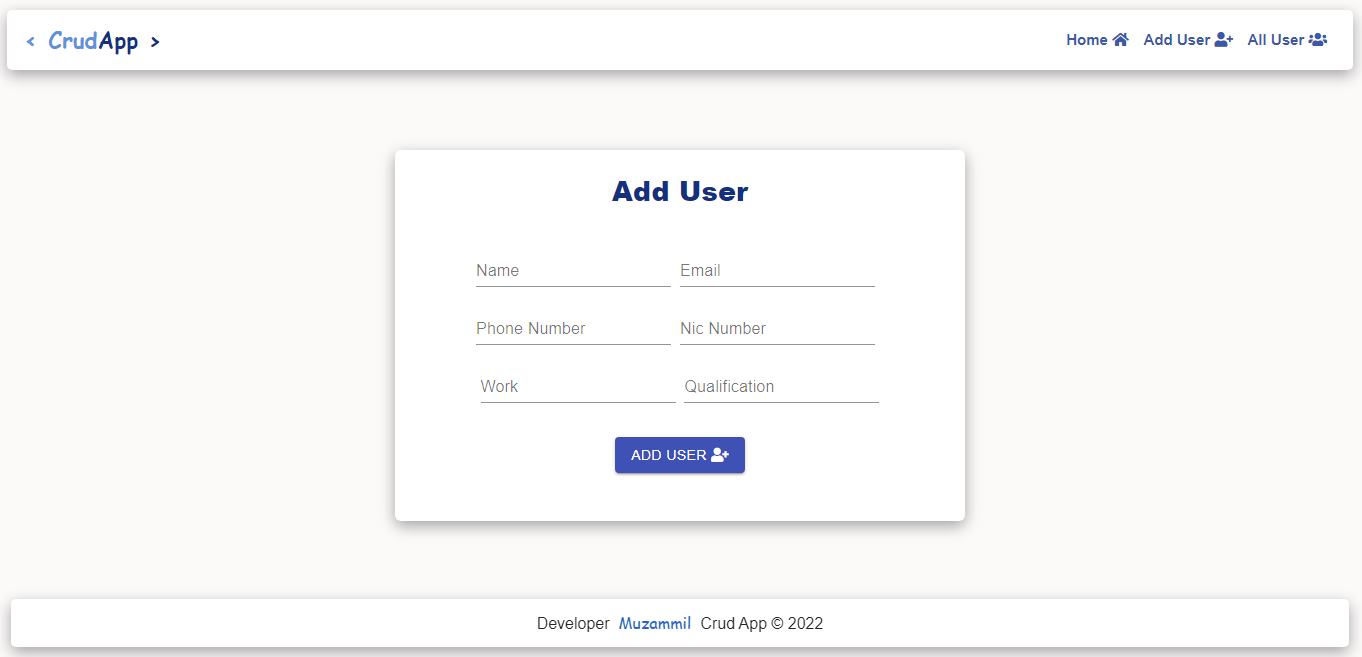 < CrudApp > Home Add User All User
Add User
Name Email
Phone Number Nic Number
Work Qualification
ADD USER
Developer Muzammil Crud App © 2022